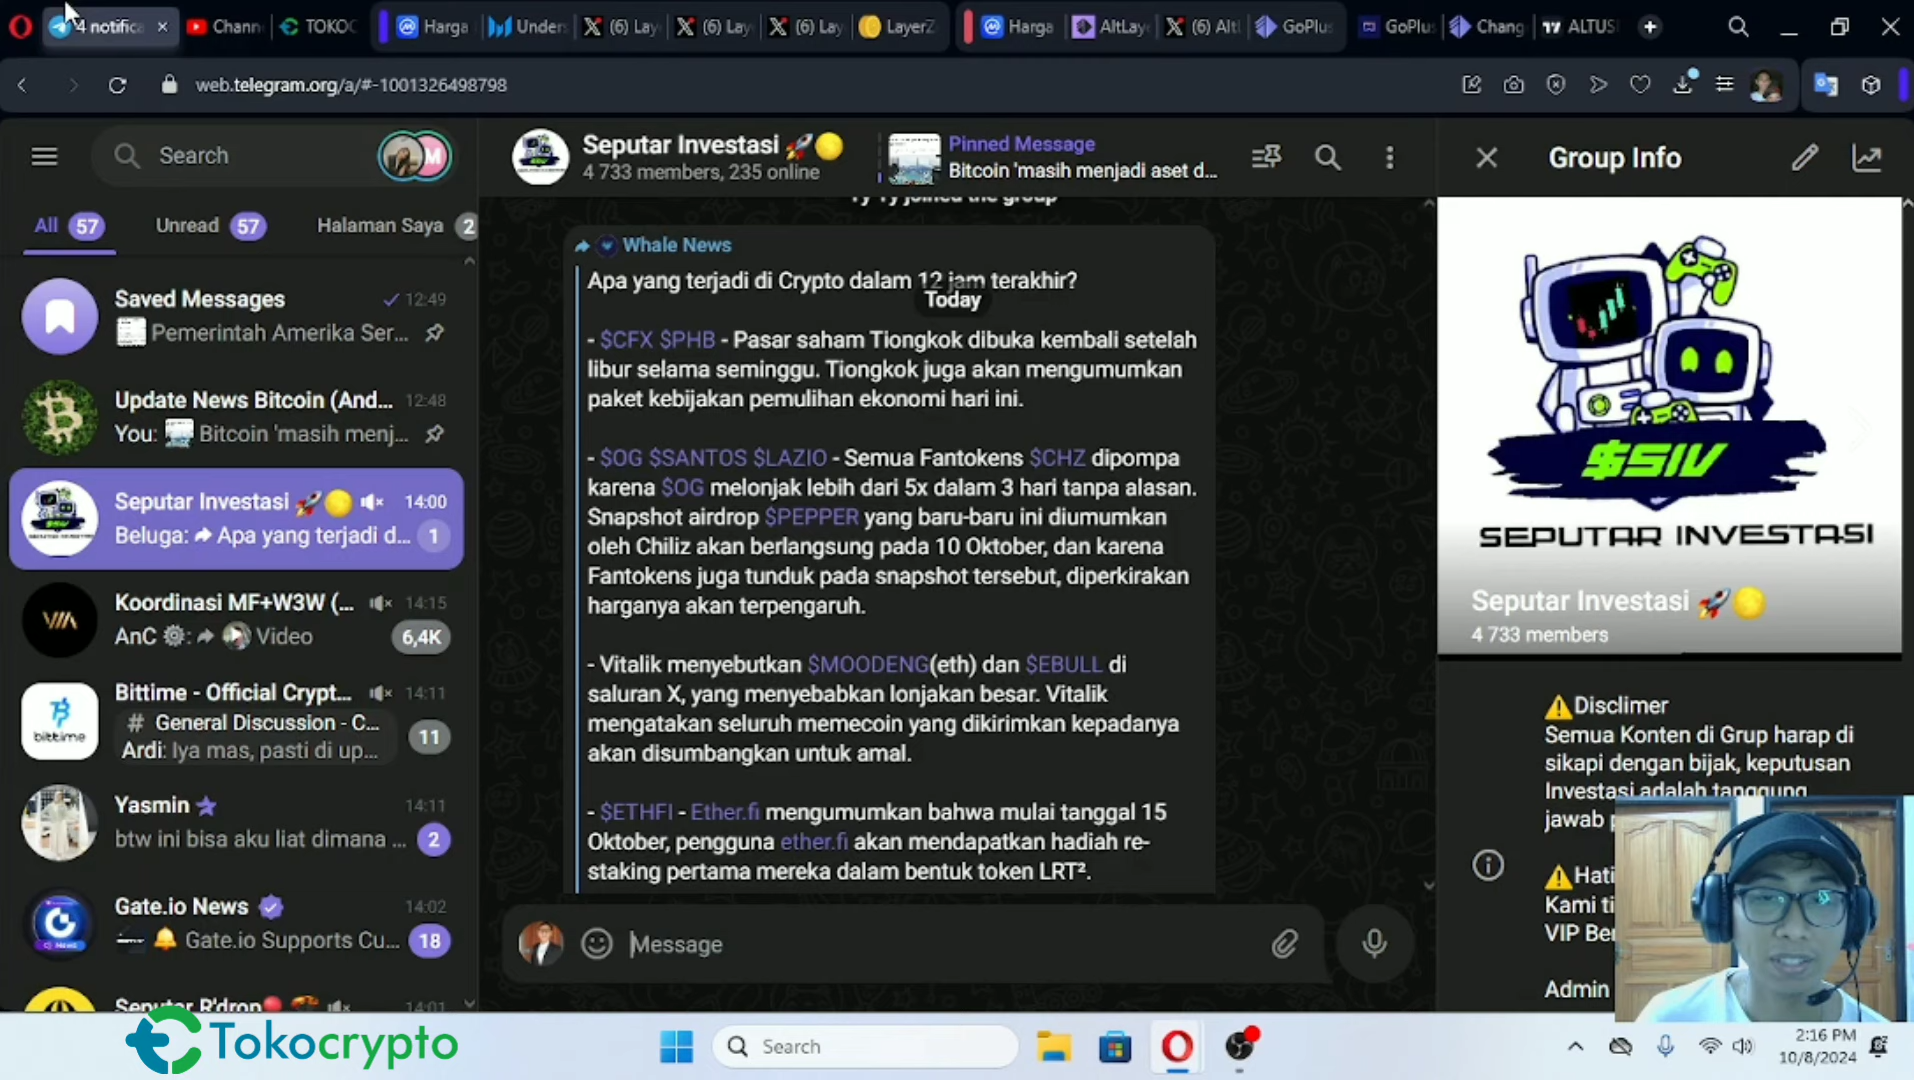 4 notifica
Chann
TOKOC
Harga
Unders
(6) Lay
(6) Lay
(6) Lay
LayerZ
Harga
AltLaye
(6) Alt
GoPlus
GoPlus
Chang
ALTUS
web.telegram.org/a/#-1001326498798
Search
M
All 57
Unread 57
Halaman Saya 2
Saved Messages 12:49
Pemerintah Amerika Ser...
Update News Bitcoin (And... 12:48
You: Bitcoin 'masih menj...
Seputar Investasi 14:00
Beluga: Apa yang terjadi d... 1
Koordinasi MF+W3W (... 14:15
AnC : Video 6,4K
Bittime - Official Crypt... 14:11
bittime
# General Discussion - C...
Ardi: Iya mas, pasti di up... 11
Yasmin 14:11
btw ini bisa aku liat dimana ... 2
Gate.io News 14:02
Gate.io Supports Cu... 18
Seputar R'drop 14:01
Seputar Investasi
4 733 members, 235 online
Pinned Message
Bitcoin 'masih menjadi aset d...
Ty Ty joined the group
Whale News
Apa yang terjadi di Crypto dalam 12 jam terakhir?
Today
- $CFX $PHB - Pasar saham Tiongkok dibuka kembali setelah
libur selama seminggu. Tiongkok juga akan mengumumkan
paket kebijakan pemulihan ekonomi hari ini.
- $OG $SANTOS $LAZIO - Semua Fantokens $CHZ dipompa
karena $OG melonjak lebih dari 5x dalam 3 hari tanpa alasan.
Snapshot airdrop $PEPPER yang baru-baru ini diumumkan
oleh Chiliz akan berlangsung pada 10 Oktober, dan karena
Fantokens juga tunduk pada snapshot tersebut, diperkirakan
harganya akan terpengaruh.
- Vitalik menyebutkan $MOODENG(eth) dan $EBULL di
saluran X, yang menyebabkan lonjakan besar. Vitalik
mengatakan seluruh memecoin yang dikirimkan kepadanya
akan disumbangkan untuk amal.
- $ETHFI - Ether.fi mengumumkan bahwa mulai tanggal 15
Oktober, pengguna ether.fi akan mendapatkan hadiah re-
staking pertama mereka dalam bentuk token LRT².
Message
Group Info
$SIV
SEPUTAR INVESTASI
Seputar Investasi
4 733 members
Disclimer
Semua Konten di Grup harap di
sikapi dengan bijak, keputusan
Investasi adalah tanggung
jawab p
Hati
Kami ti
VIP Ber
Admin
Tokocrypto
Search
2:16 PM
10/8/2024